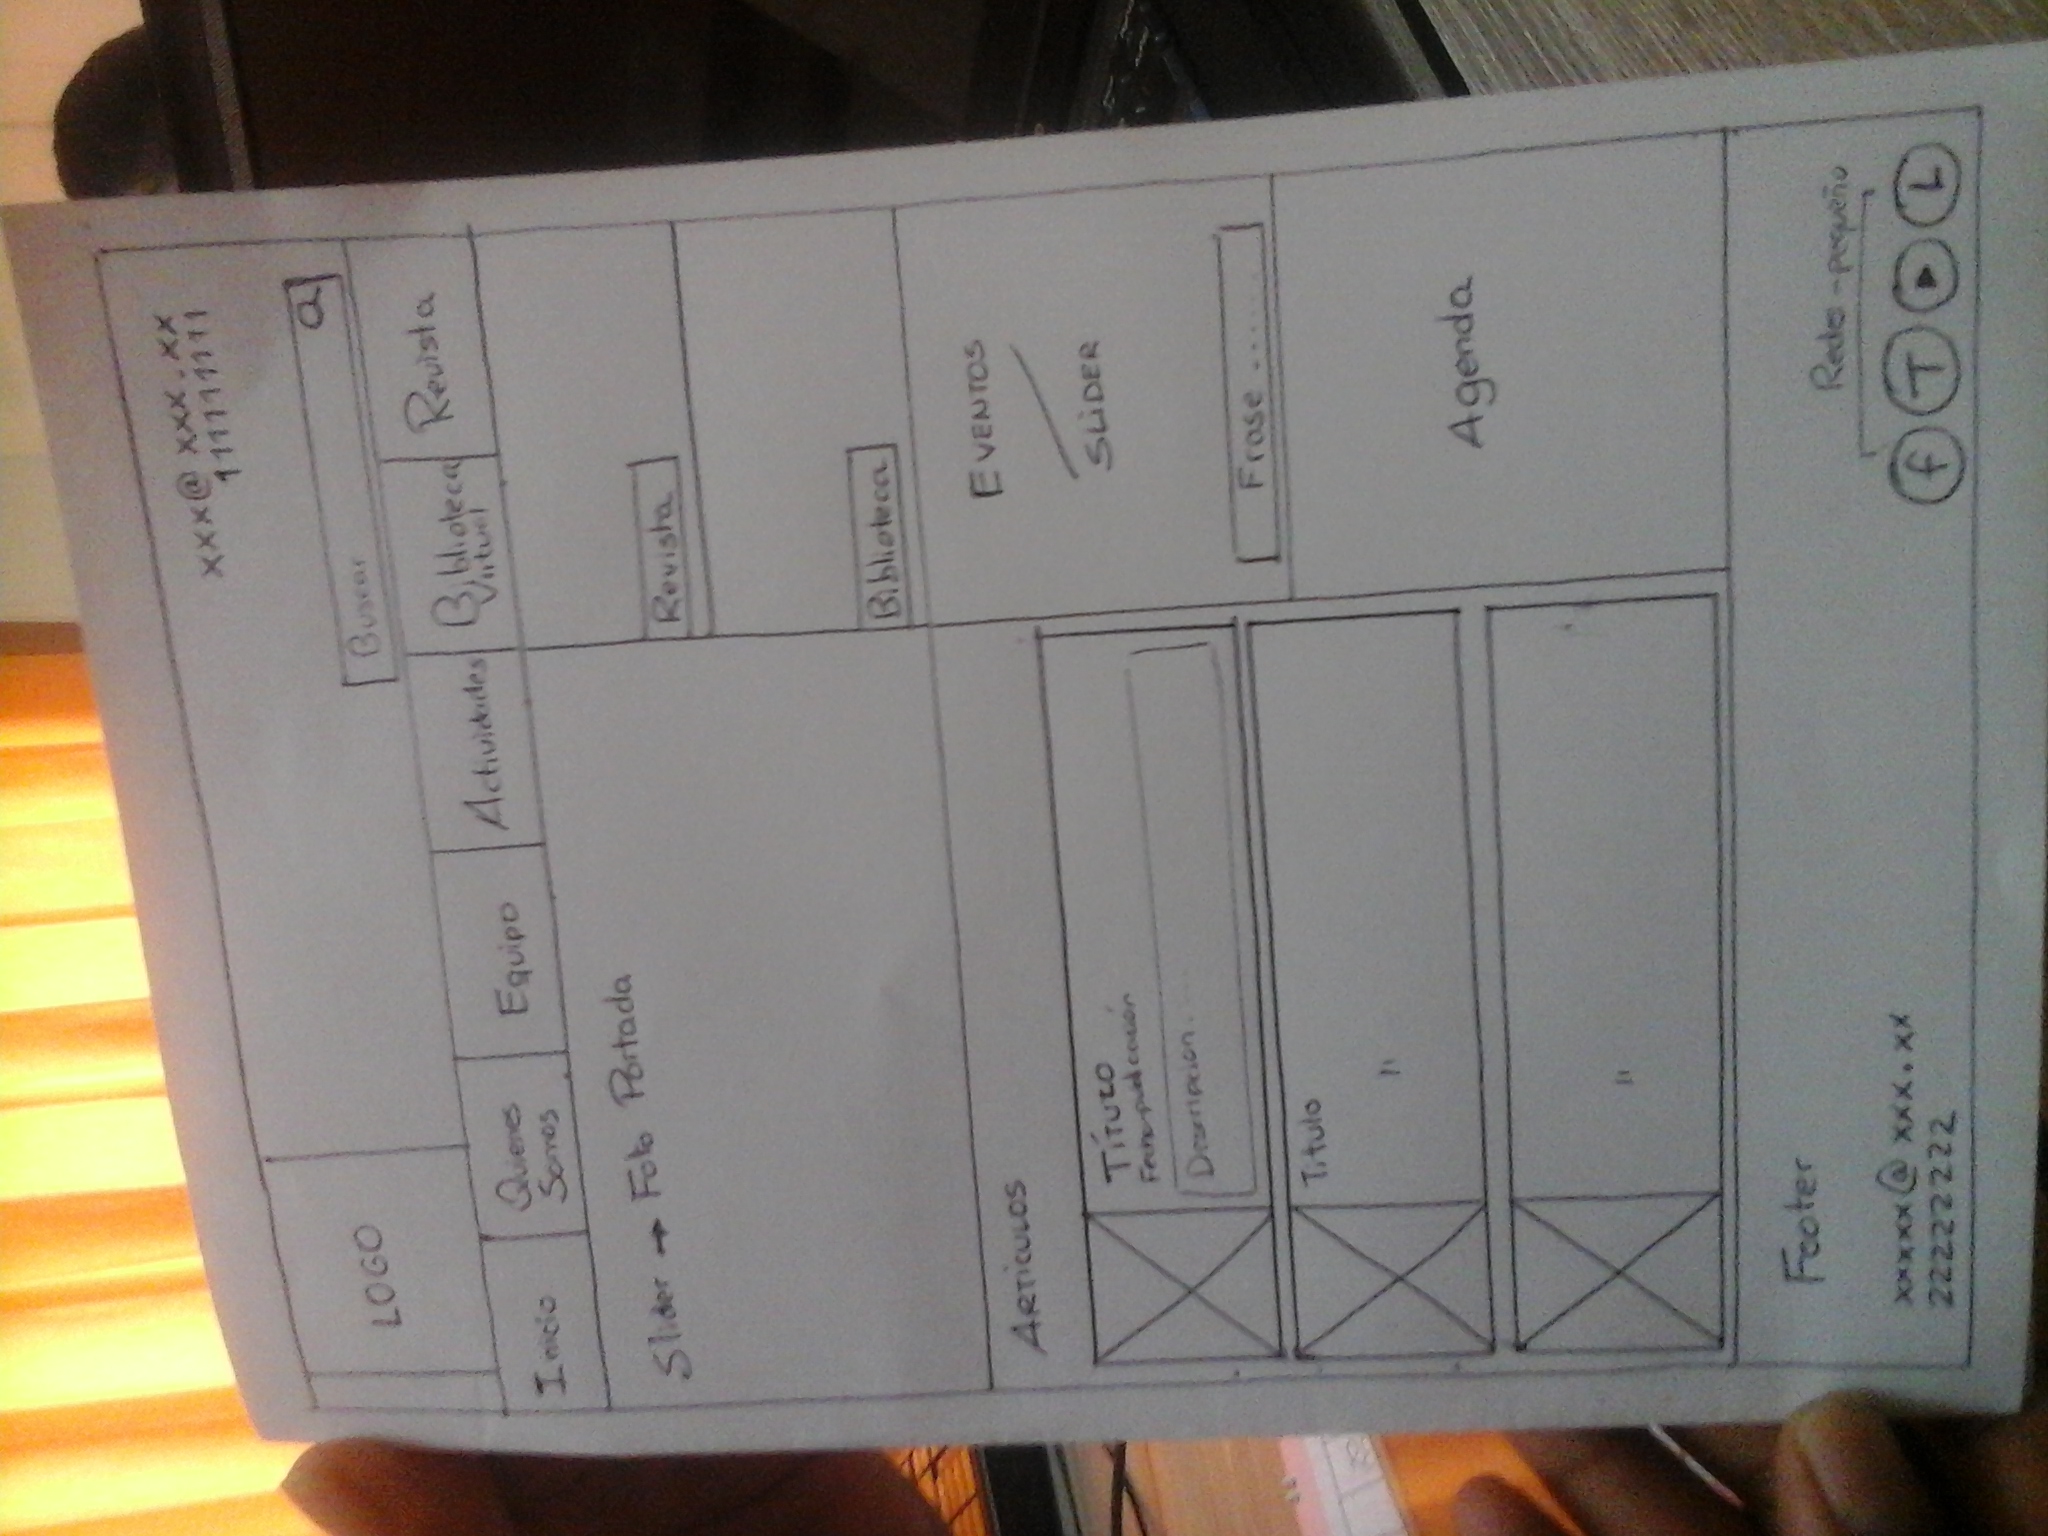 xxx@xxx.xx
111111111
LOGO
Buscar
Inicio
Quienes
Somos
Equipo
Actividades
Biblioteca
Virtual
Revista
Slider → Foto Portada
Revista
Biblioteca
ARTICULOS
TÍTULO
Fecha-publicación
Descripcion.....
Titulo
"
"
EVENTOS
/
SLIDER
Frase ......
Agenda
Footer
xxxxx@xxx.xx
22222222
Redes-pequeño
f T L